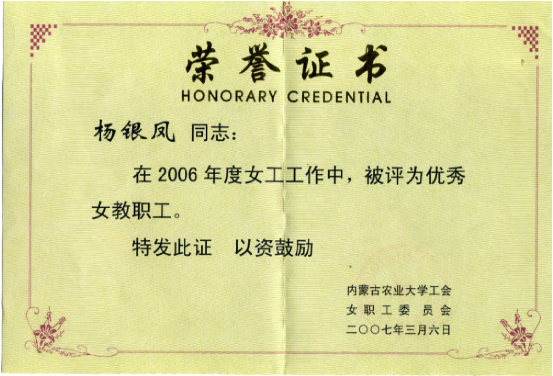 荣誉证书
HONORARY CREDENTIAL
杨银凤 同志：
在 2006 年度女工工作中，被评为优秀
女教职工。
特发此证 以资鼓励
内蒙古农业大学工会
女职工委员会
二〇〇七年三月六日